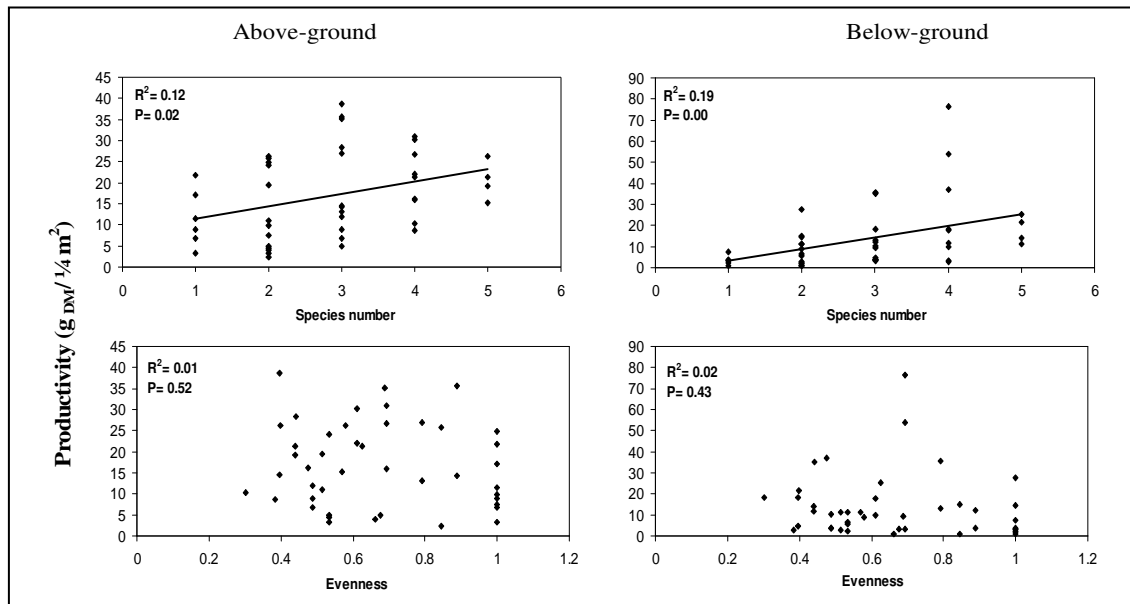 Above-ground
Below-ground
Productivity (g DM/ ¼ m²)
R²= 0.12
P= 0.02
45
40
35
30
25
20
15
10
5
0
0 1 2 3 4 5 6
Species number
R²= 0.19
P= 0.00
90
80
70
60
50
40
30
20
10
0
0 1 2 3 4 5 6
Species number
R²= 0.01
P= 0.52
45
40
35
30
25
20
15
10
5
0
0 0.2 0.4 0.6 0.8 1 1.2
Evenness
R²= 0.02
P= 0.43
90
80
70
60
50
40
30
20
10
0
0 0.2 0.4 0.6 0.8 1 1.2
Evenness